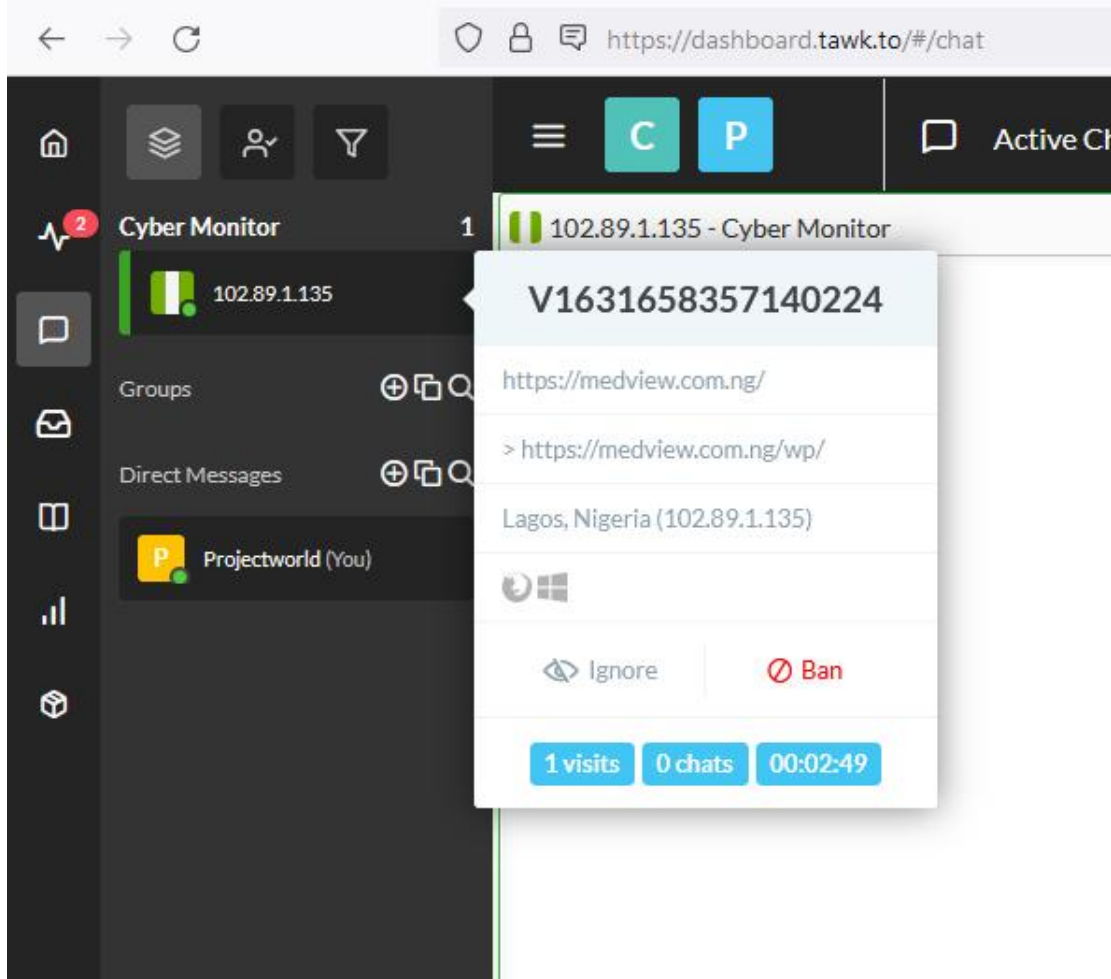 https://dashboard.tawk.to/#/chat
C P Active Ch
2
Cyber Monitor 1
102.89.1.135 - Cyber Monitor
102.89.1.135
V1631658357140224
https://medview.com.ng/
> https://medview.com.ng/wp/
Lagos, Nigeria (102.89.1.135)
Groups
Direct Messages
P Projectworld (You)
Ignore Ban
1 visits 0 chats 00:02:49